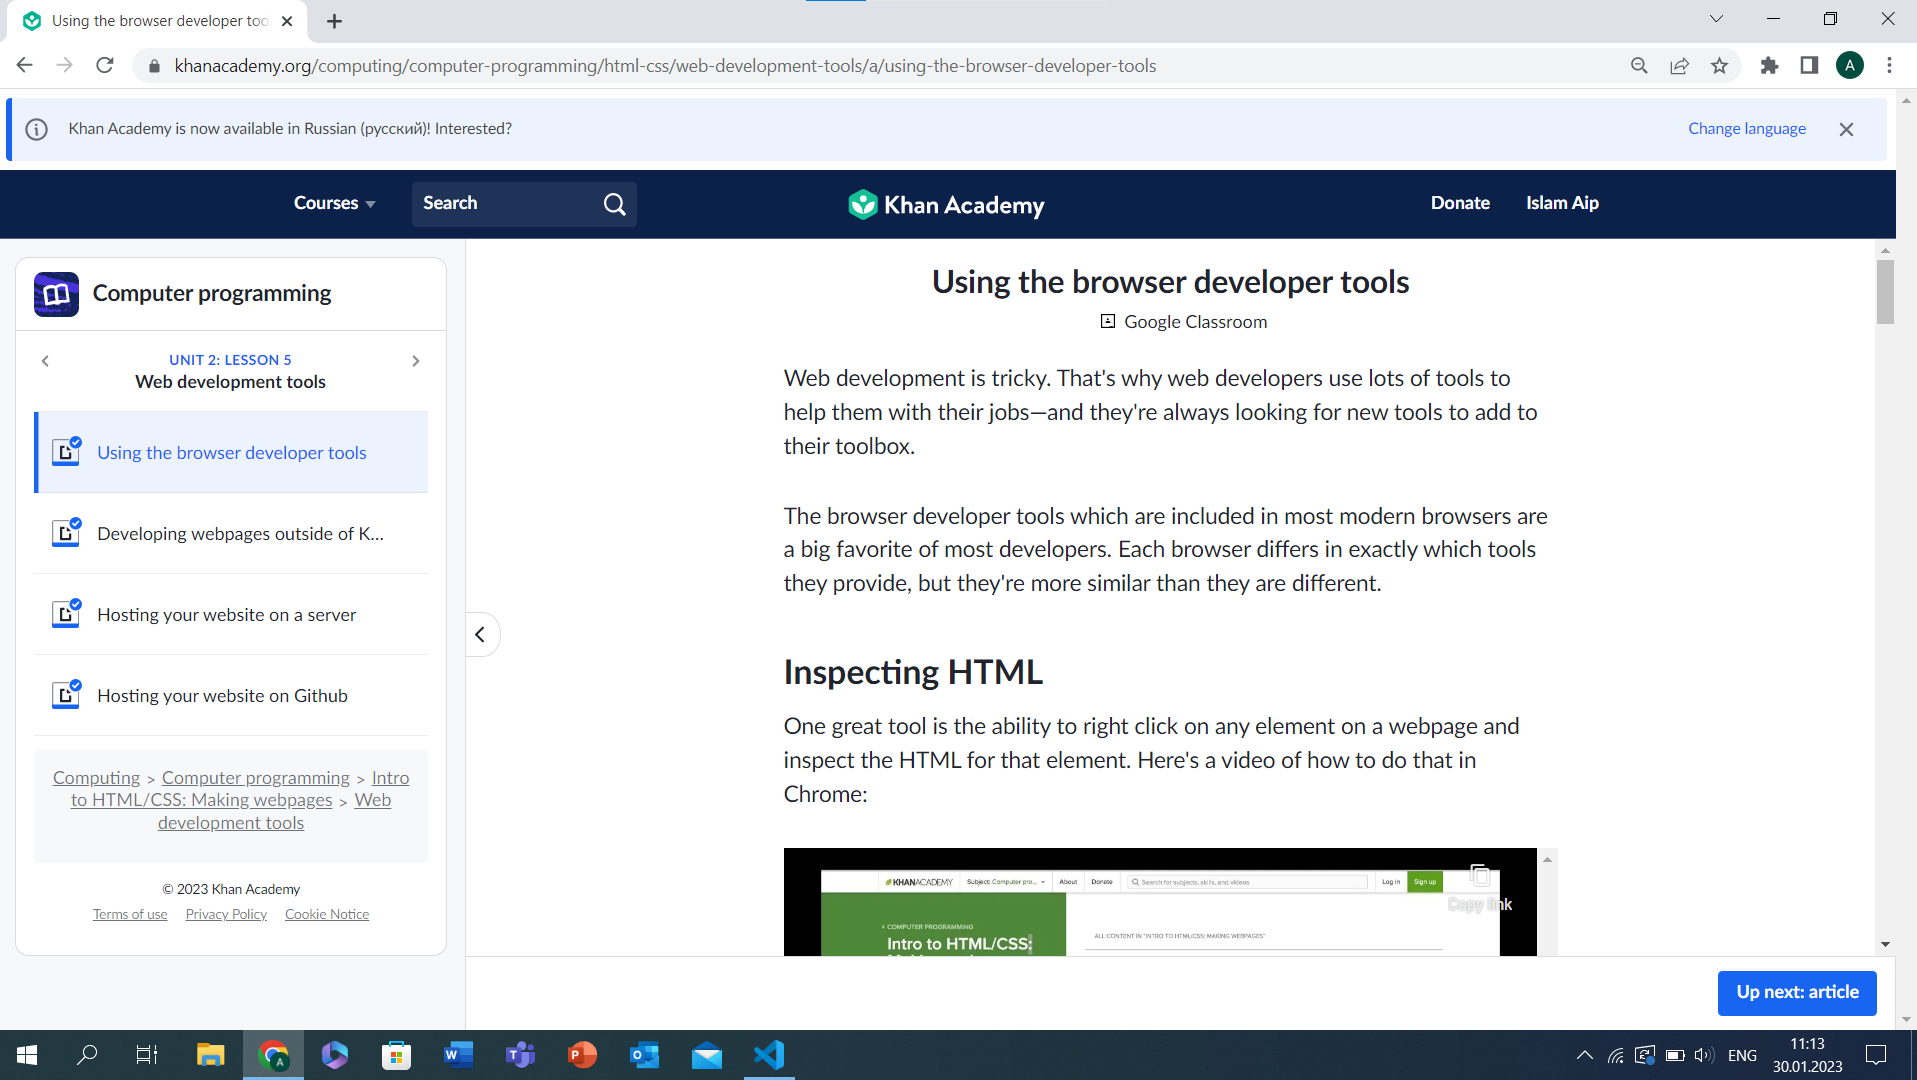 Using the browser developer too
khanacademy.org/computing/computer-programming/html-css/web-development-tools/a/using-the-browser-developer-tools
A
Khan Academy is now available in Russian (русский)! Interested?
Change language
Courses
Search
Khan Academy
Donate
Islam Aip
Computer programming
UNIT 2: LESSON 5
Web development tools
Using the browser developer tools
Developing webpages outside of K...
Hosting your website on a server
Hosting your website on Github
Computing > Computer programming > Intro
to HTML/CSS: Making webpages > Web
development tools
© 2023 Khan Academy
Terms of use Privacy Policy Cookie Notice
Using the browser developer tools
Google Classroom
Web development is tricky. That's why web developers use lots of tools to
help them with their jobs—and they're always looking for new tools to add to
their toolbox.
The browser developer tools which are included in most modern browsers are
a big favorite of most developers. Each browser differs in exactly which tools
they provide, but they're more similar than they are different.
Inspecting HTML
One great tool is the ability to right click on any element on a webpage and
inspect the HTML for that element. Here's a video of how to do that in
Chrome:
KHANACADEMY Subject: Computer pro... About Donate Search for subjects, skills, and videos Log in Sign up
Copy link
< COMPUTER PROGRAMMING
Intro to HTML/CSS:
ALL CONTENT IN "INTRO TO HTML/CSS: MAKING WEBPAGES"
Up next: article
ENG
11:13
30.01.2023